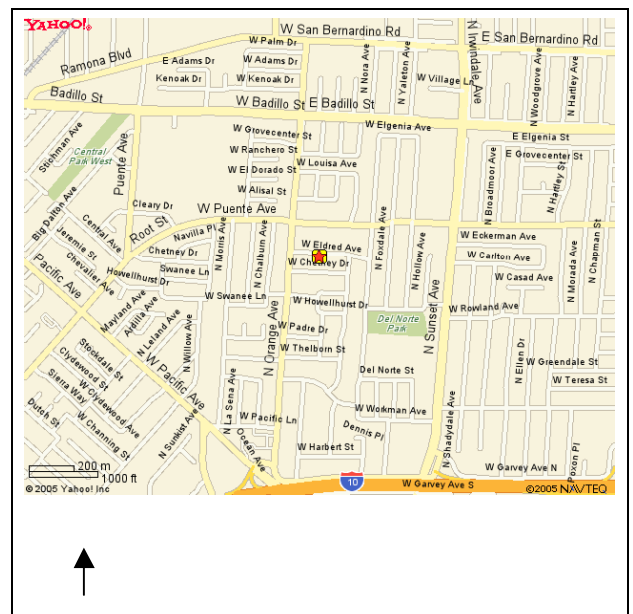 YAHOO!
W San Bernardino Rd
E San Bernardino Rd
W Palm Dr
Ramona Blvd
E Adams Dr
W Adams Dr
Kenoak Dr
W Kenoak Dr
N Nora Ave
N Yaleton Ave
W Village Ln
N Irwindale Ave
N Woodgrove Ave
N Hartley Ave
Badillo St
W Badillo St
E Badillo St
W Elgenia Ave
E Elgenia St
W Grovecenter St
E Grovecenter St
W Ranchero St
W Louisa Ave
W El Dorado St
W Alisal St
Stichman Ave
Central
Park West
Puente Ave
Big Dalton Ave
Cleary Dr
W Puente Ave
Root St
Navilla Pl
Central Ave
Jeremie St
Chevalier Ave
Chetney Dr
Swanee Ln
Howellhurst Dr
W Swanee Ln
N Morris Ave
N Chalburn Ave
W Eldred Ave
W Chetney Dr
N Foxdale Ave
N Hollow Ave
N Broadmoor Ave
N Hartley St
W Eckerman Ave
W Carlton Ave
W Casad Ave
N Morada Ave
N Chapman St
Pacific Ave
Mayland Ave
Ardilla Ave
N Leland Ave
N Willow Ave
N Orange Ave
W Howellhurst Dr
Del Norte
Park
N Sunset Ave
W Rowland Ave
W Padre Dr
W Thelborn St
W Pacific Ave
Stockdale St
Clydewood St
Sierra Way
W Clydewood Ave
Dutch St
W Channing St
N Sunkist Ave
N La Sena Ave
Del Norte St
N Ellen Dr
W Greendale St
W Teresa St
W Pacific Ln
W Workman Ave
Dennis Pl
N Shadydale Ave
Ocean Ave
W Harbert St
W Garvey Ave N
Poxon Pl
200 m
1000 ft
10
W Garvey Ave S
©2005 Yahoo! Inc
©2005 NAVTEQ